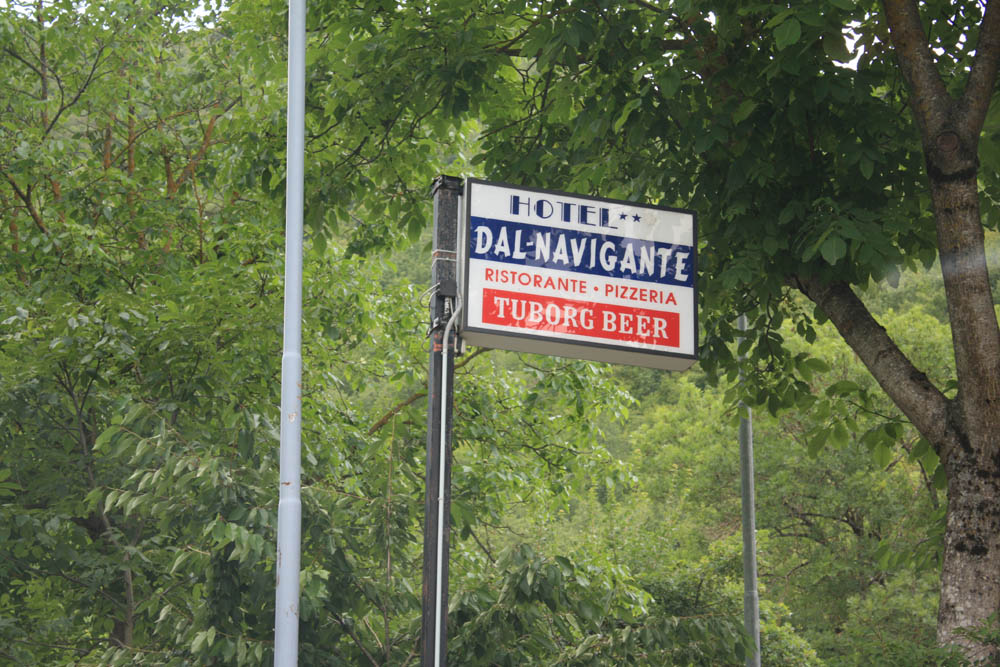 HOTEL **
DAL-NAVIGANTE
RISTORANTE • PIZZERIA
TUBORG BEER